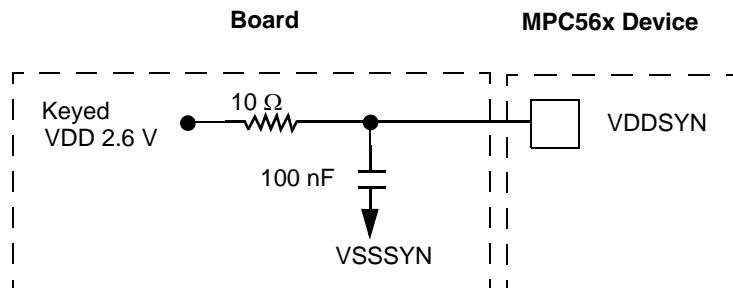 Board
MPC56x Device
Keyed
VDD 2.6 V
10 Ω
VDDSYN
100 nF
VSSSYN